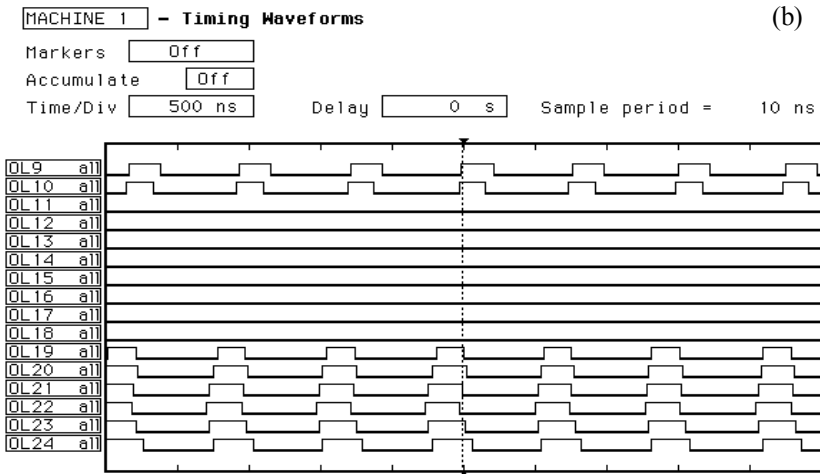 MACHINE 1 - Timing Waveforms (b)
Markers Off
Accumulate Off
Time/Div 500 ns Delay 0 s Sample period = 10 ns
OL9 all
OL10 all
OL11 all
OL12 all
OL13 all
OL14 all
OL15 all
OL16 all
OL17 all
OL18 all
OL19 all
OL20 all
OL21 all
OL22 all
OL23 all
OL24 all